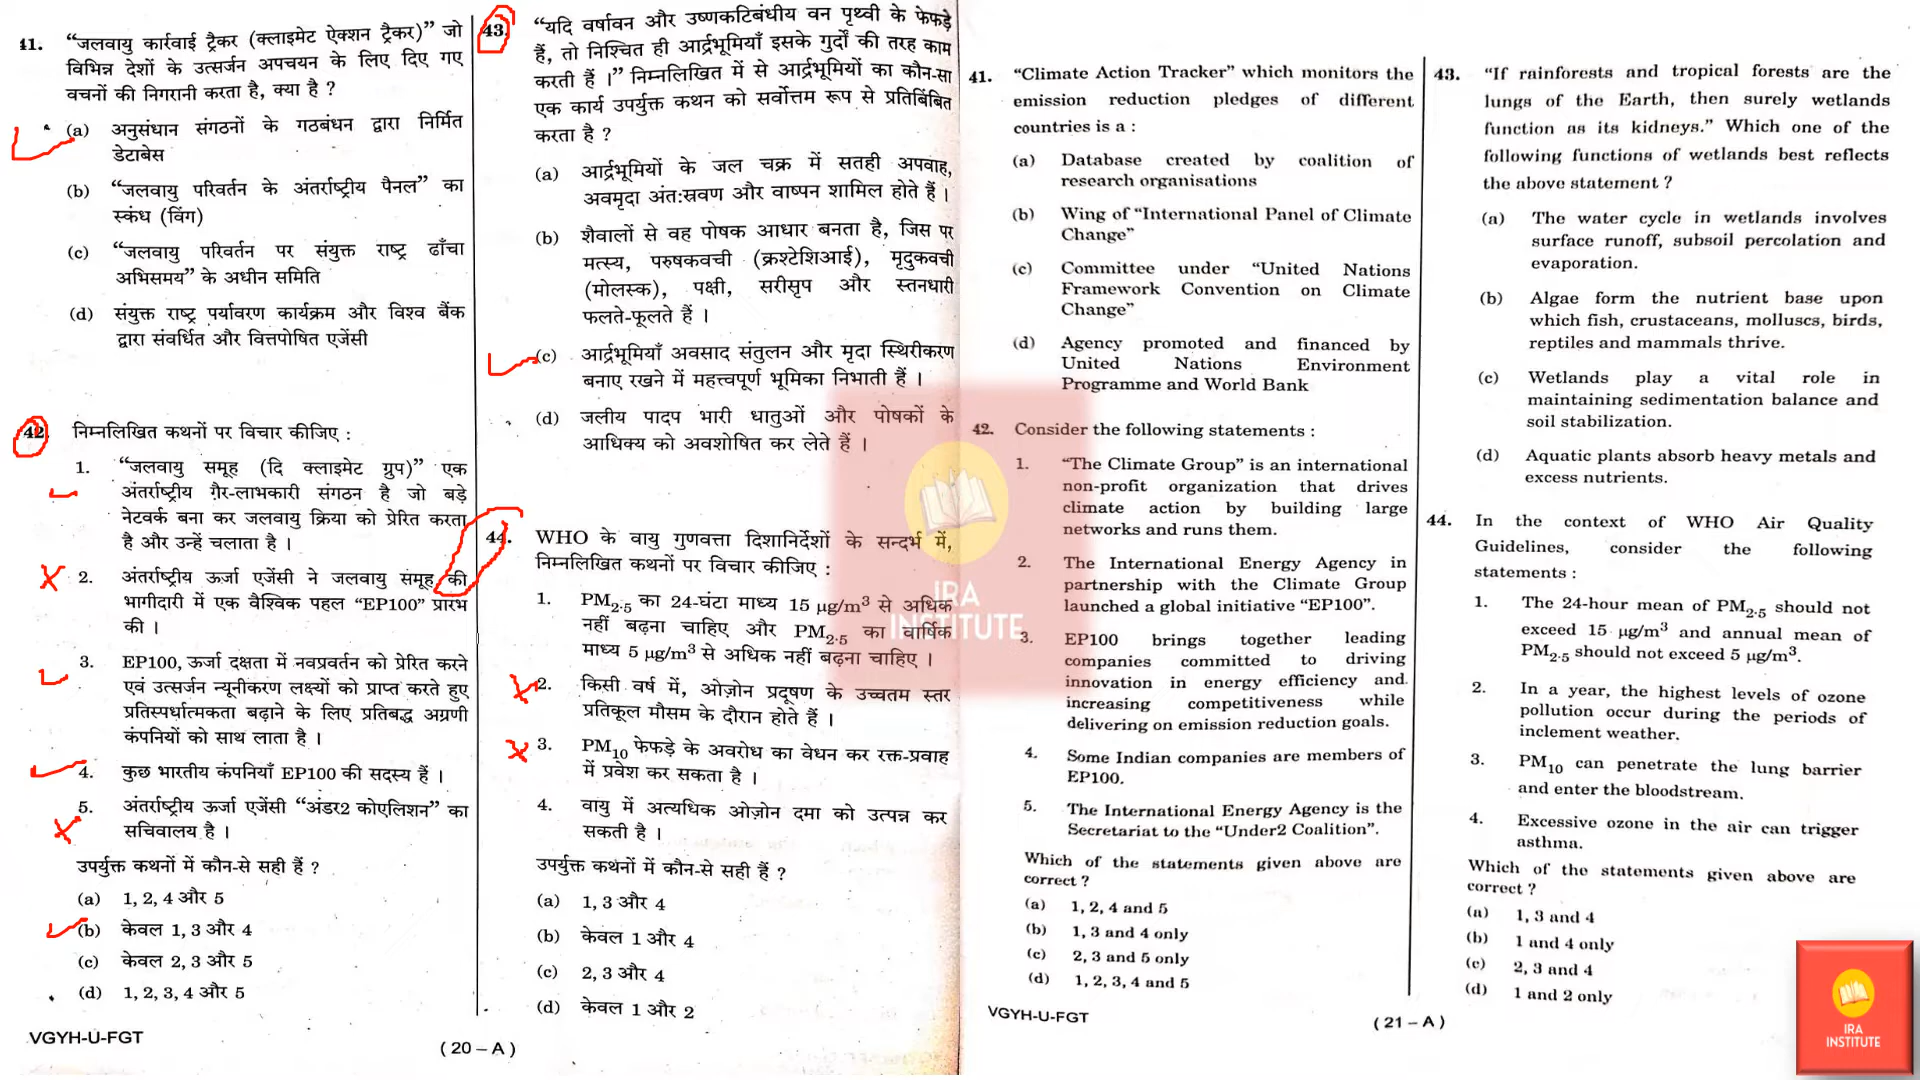 41. “जलवायु कार्रवाई ट्रैकर (क्लाइमेट ऐक्शन ट्रैकर)” जो
विभिन्न देशों के उत्सर्जन अपचयन के लिए दिए गए
वचनों की निगरानी करता है, क्या है ?
(a) अनुसंधान संगठनों के गठबंधन द्वारा निर्मित
डेटाबेस
(b) “जलवायु परिवर्तन के अंतर्राष्ट्रीय पैनल” का
स्कंध (विंग)
(c) “जलवायु परिवर्तन पर संयुक्त राष्ट्र ढाँचा
अभिसमय” के अधीन समिति
(d) संयुक्त राष्ट्र पर्यावरण कार्यक्रम और विश्व बैंक
द्वारा संवर्धित और वित्तपोषित एजेंसी
42. निम्नलिखित कथनों पर विचार कीजिए :
1. “जलवायु समूह (दि क्लाइमेट ग्रुप)” एक
अंतर्राष्ट्रीय ग़ैर-लाभकारी संगठन है जो बड़े
नेटवर्क बना कर जलवायु क्रिया को प्रेरित करता
है और उन्हें चलाता है ।
2. अंतर्राष्ट्रीय ऊर्जा एजेंसी ने जलवायु समूह की
भागीदारी में एक वैश्विक पहल “EP100” प्रारंभ
की ।
3. EP100, ऊर्जा दक्षता में नवप्रवर्तन को प्रेरित करने
एवं उत्सर्जन न्यूनीकरण लक्ष्यों को प्राप्त करते हुए
प्रतिस्पर्धात्मकता बढ़ाने के लिए प्रतिबद्ध अग्रणी
कंपनियों को साथ लाता है ।
4. कुछ भारतीय कंपनियाँ EP100 की सदस्य हैं ।
5. अंतर्राष्ट्रीय ऊर्जा एजेंसी “अंडर2 कोएलिशन” का
सचिवालय है ।
उपर्युक्त कथनों में कौन-से सही हैं ?
(a) 1, 2, 4 और 5
(b) केवल 1, 3 और 4
(c) केवल 2, 3 और 5
(d) 1, 2, 3, 4 और 5
VGYH-U-FGT
( 20 – A )
43. “यदि वर्षावन और उष्णकटिबंधीय वन पृथ्वी के फेफड़े
हैं, तो निश्चित ही आर्द्रभूमियाँ इसके गुर्दों की तरह काम
करती हैं ।” निम्नलिखित में से आर्द्रभूमियों का कौन-सा
एक कार्य उपर्युक्त कथन को सर्वोत्तम रूप से प्रतिबिंबित
करता है ?
(a) आर्द्रभूमियों के जल चक्र में सतही अपवाह,
अवमृदा अंत:स्रवण और वाष्पन शामिल होते हैं ।
(b) शैवालों से वह पोषक आधार बनता है, जिस पर
मत्स्य, परुषकवची (क्रश्टेशिआई), मृदुकवची
(मोलस्क), पक्षी, सरीसृप और स्तनधारी
फलते-फूलते हैं ।
(c) आर्द्रभूमियाँ अवसाद संतुलन और मृदा स्थिरीकरण
बनाए रखने में महत्त्वपूर्ण भूमिका निभाती हैं ।
(d) जलीय पादप भारी धातुओं और पोषकों के
आधिक्य को अवशोषित कर लेते हैं ।
44. WHO के वायु गुणवत्ता दिशानिर्देशों के सन्दर्भ में,
निम्नलिखित कथनों पर विचार कीजिए :
1. PM2·5 का 24-घंटा माध्य 15 µg/m³ से अधिक
नहीं बढ़ना चाहिए और PM2·5 का वार्षिक
माध्य 5 µg/m³ से अधिक नहीं बढ़ना चाहिए ।
2. किसी वर्ष में, ओज़ोन प्रदूषण के उच्चतम स्तर
प्रतिकूल मौसम के दौरान होते हैं ।
3. PM10 फेफड़े के अवरोध का वेधन कर रक्त-प्रवाह
में प्रवेश कर सकता है ।
4. वायु में अत्यधिक ओज़ोन दमा को उत्पन्न कर
सकती है ।
उपर्युक्त कथनों में कौन-से सही हैं ?
(a) 1, 3 और 4
(b) केवल 1 और 4
(c) 2, 3 और 4
(d) केवल 1 और 2
41. “Climate Action Tracker” which monitors the
emission reduction pledges of different
countries is a :
(a) Database created by coalition of
research organisations
(b) Wing of “International Panel of Climate
Change”
(c) Committee under “United Nations
Framework Convention on Climate
Change”
(d) Agency promoted and financed by
United Nations Environment
Programme and World Bank
42. Consider the following statements :
1. “The Climate Group” is an international
non-profit organization that drives
climate action by building large
networks and runs them.
2. The International Energy Agency in
partnership with the Climate Group
launched a global initiative “EP100”.
3. EP100 brings together leading
companies committed to driving
innovation in energy efficiency and
increasing competitiveness while
delivering on emission reduction goals.
4. Some Indian companies are members of
EP100.
5. The International Energy Agency is the
Secretariat to the “Under2 Coalition”.
Which of the statements given above are
correct ?
(a) 1, 2, 4 and 5
(b) 1, 3 and 4 only
(c) 2, 3 and 5 only
(d) 1, 2, 3, 4 and 5
VGYH-U-FGT
( 21 – A )
43. “If rainforests and tropical forests are the
lungs of the Earth, then surely wetlands
function as its kidneys.” Which one of the
following functions of wetlands best reflects
the above statement ?
(a) The water cycle in wetlands involves
surface runoff, subsoil percolation and
evaporation.
(b) Algae form the nutrient base upon
which fish, crustaceans, molluscs, birds,
reptiles and mammals thrive.
(c) Wetlands play a vital role in
maintaining sedimentation balance and
soil stabilization.
(d) Aquatic plants absorb heavy metals and
excess nutrients.
44. In the context of WHO Air Quality
Guidelines, consider the following
statements :
1. The 24-hour mean of PM2·5 should not
exceed 15 µg/m³ and annual mean of
PM2·5 should not exceed 5 µg/m³.
2. In a year, the highest levels of ozone
pollution occur during the periods of
inclement weather.
3. PM10 can penetrate the lung barrier
and enter the bloodstream.
4. Excessive ozone in the air can trigger
asthma.
Which of the statements given above are
correct ?
(a) 1, 3 and 4
(b) 1 and 4 only
(c) 2, 3 and 4
(d) 1 and 2 only
IRA
INSTITUTE
IRA
INSTITUTE